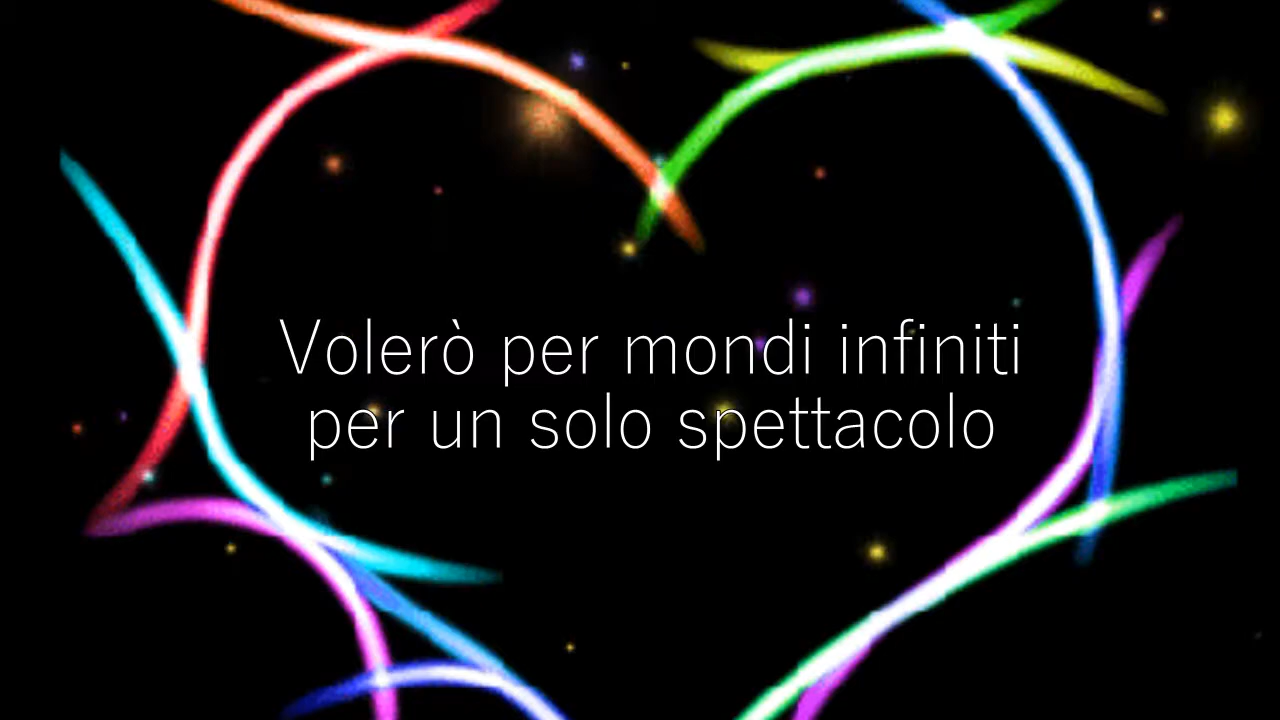 Volerò per mondi infiniti
per un solo spettacolo